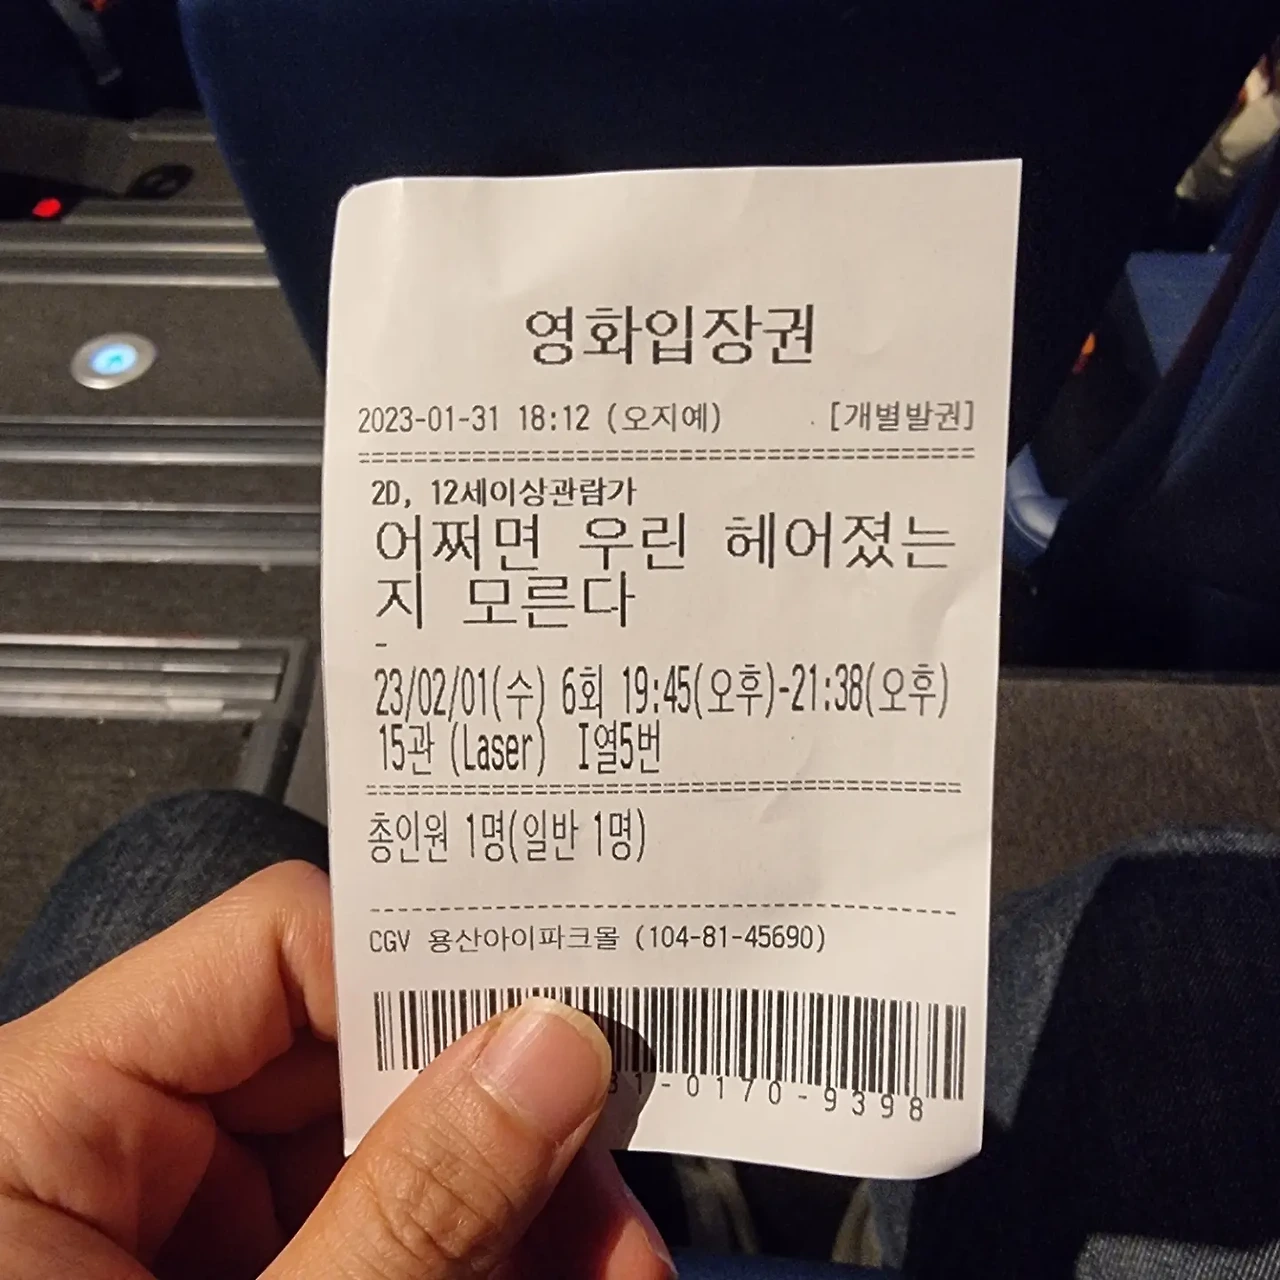 영화입장권
2023-01-31 18:12 (오지예) [개별발권]
2D, 12세이상관람가
어쩌면 우린 헤어졌는
지 모른다
-
23/02/01(수) 6회 19:45(오후)-21:38(오후)
15관 (Laser) I열5번
총인원 1명(일반 1명)
CGV 용산아이파크몰 (104-81-45690)
31-0170-9398